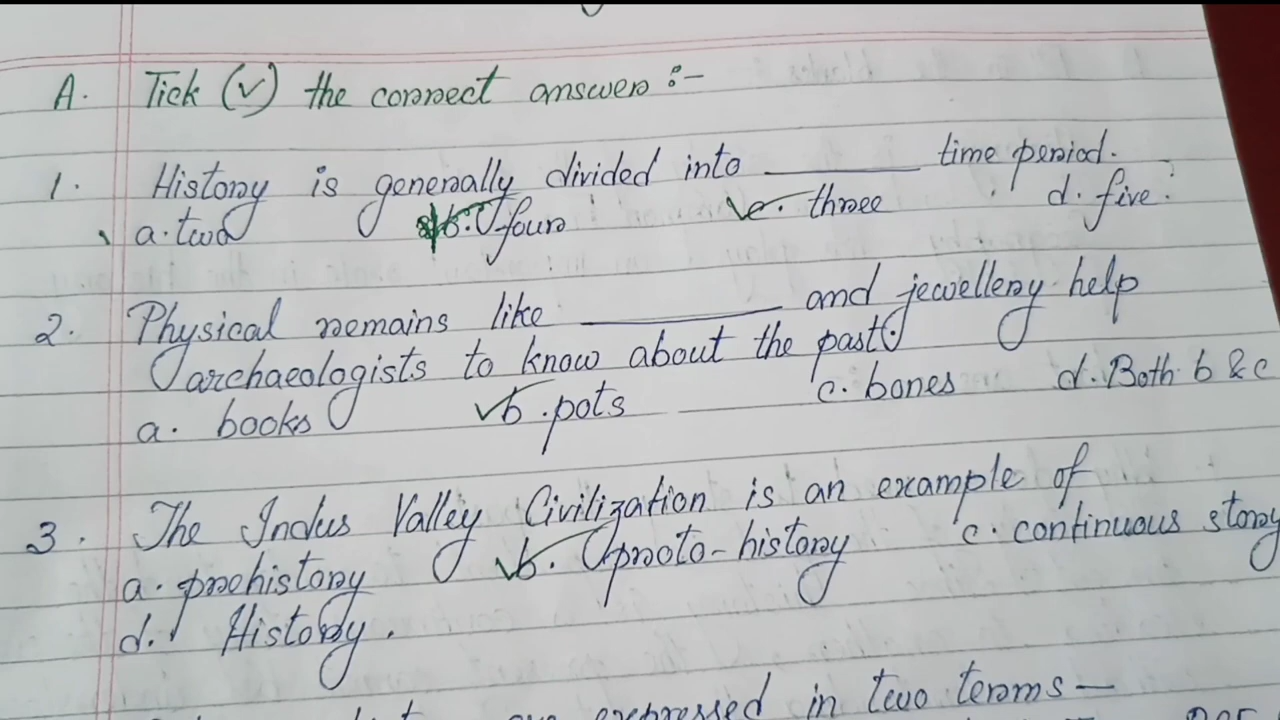 A. Tick (✓) the correct answer :-
1. History is generally divided into ________ time period.
a. two ✓b. four ✓c. three d. five.
2. Physical remains like ________ and jewellery help
archaeologists to know about the past.
a. books ✓b. pots c. bones d. Both b & c
3. The Indus Valley Civilization is an example of
a. prehistory ✓b. proto-history c. continuous story
d. History.
expressed in two terms —